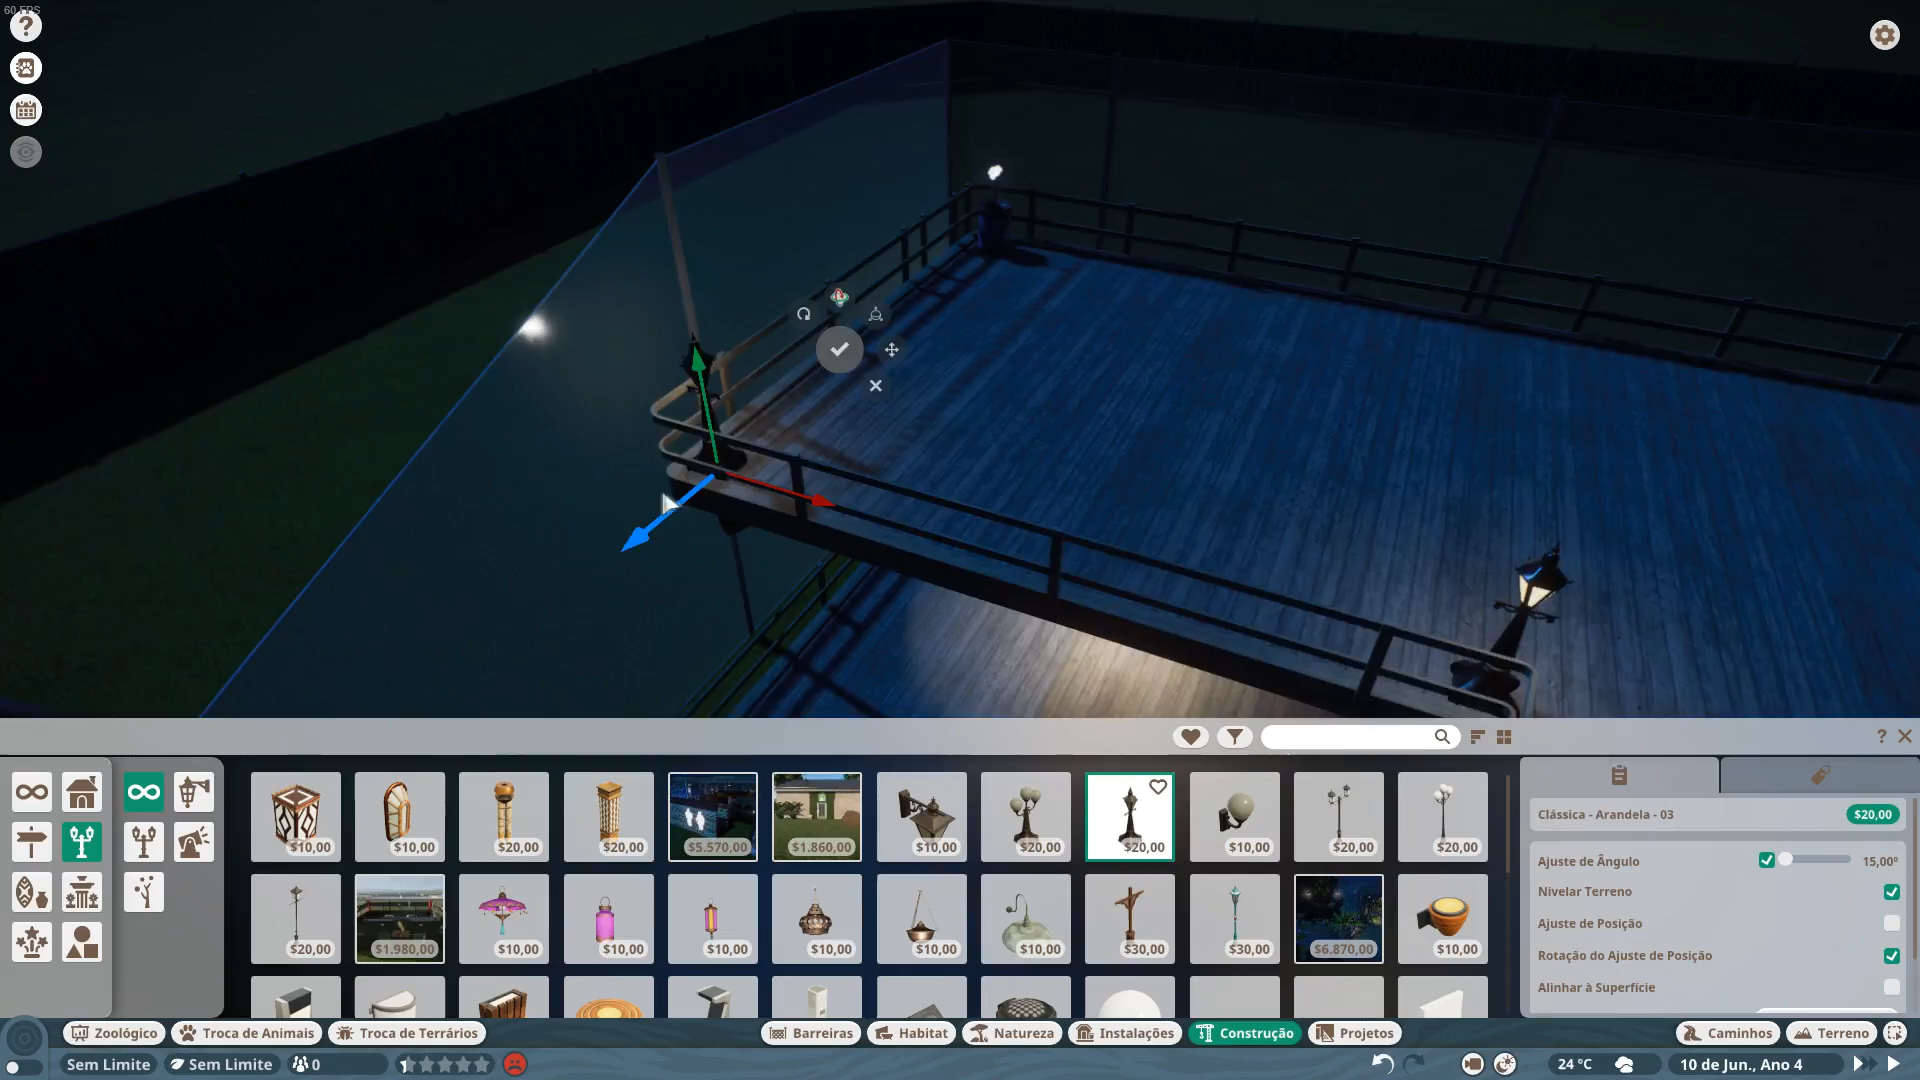 60 FPS
$10,00
$10,00
$20,00
$20,00
$5.570,00
$1.860,00
$10,00
$20,00
$20,00
$10,00
$20,00
$20,00
$20,00
$1.980,00
$10,00
$10,00
$10,00
$10,00
$10,00
$10,00
$30,00
$30,00
$6.870,00
$10,00
Clássica - Arandela - 03
$20,00
Ajuste de Ângulo
15,00º
Nivelar Terreno
Ajuste de Posição
Rotação do Ajuste de Posição
Alinhar à Superfície
Zoológico
Troca de Animais
Troca de Terrários
Barreiras
Habitat
Natureza
Instalações
Construção
Projetos
Caminhos
Terreno
Sem Limite
Sem Limite
0
24 ºC
10 de Jun., Ano 4